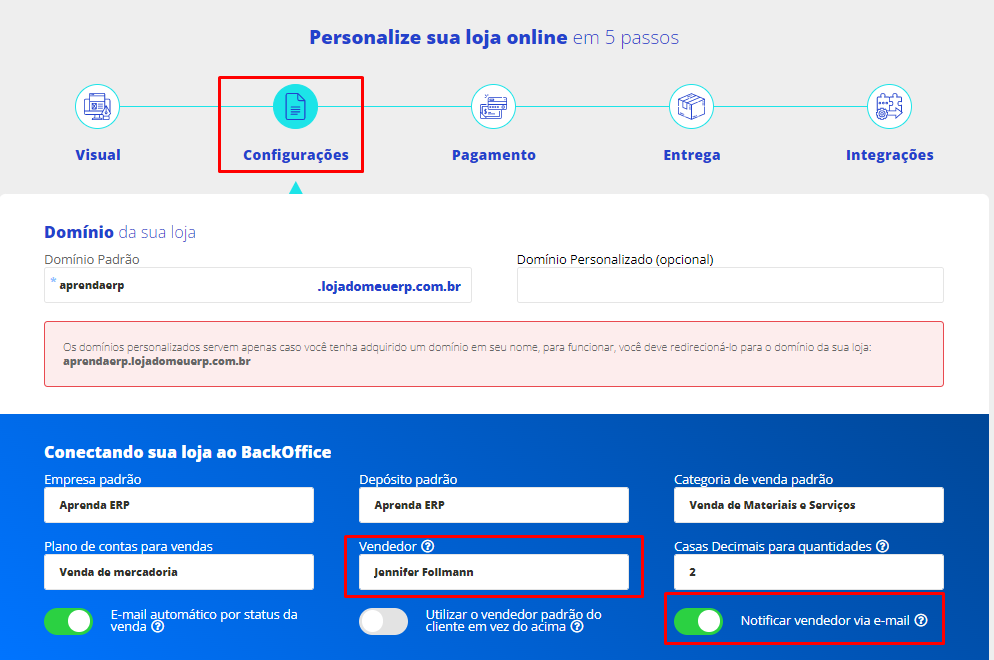 Personalize sua loja online em 5 passos
Visual
Configurações
Pagamento
Entrega
Integrações
Domínio da sua loja
Domínio Padrão
* aprendaerp .lojadomeuerp.com.br
Domínio Personalizado (opcional)
Os domínios personalizados servem apenas caso você tenha adquirido um domínio em seu nome, para funcionar, você deve redirecioná-lo para o domínio da sua loja:
aprendaerp.lojadomeuerp.com.br
Conectando sua loja ao BackOffice
Empresa padrão
Aprenda ERP
Depósito padrão
Aprenda ERP
Categoria de venda padrão
Venda de Materiais e Serviços
Plano de contas para vendas
Venda de mercadoria
Vendedor ?
Jennifer Follmann
Casas Decimais para quantidades ?
2
E-mail automático por status da
venda ?
Utilizar o vendedor padrão do
cliente em vez do acima ?
Notificar vendedor via e-mail ?